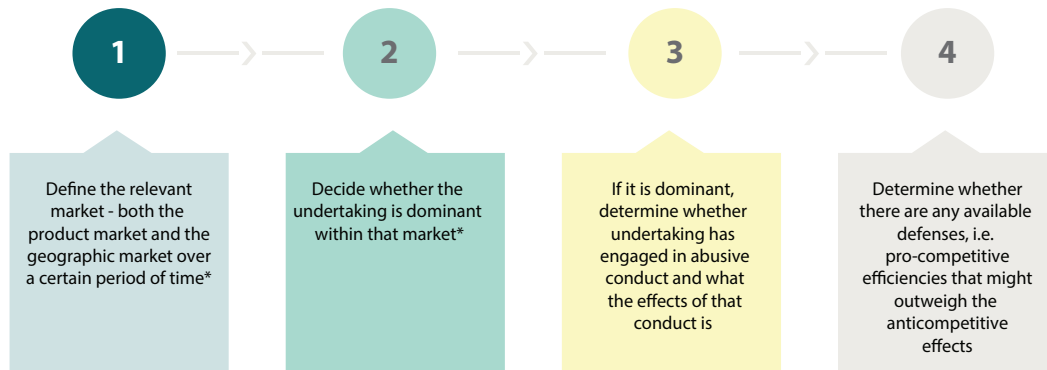 1
2
3
4
Define the relevant
market - both the
product market and the
geographic market over
a certain period of time*
Decide whether the
undertaking is dominant
within that market*
If it is dominant,
determine whether
undertaking has
engaged in abusive
conduct and what
the effects of that
conduct is
Determine whether
there are any available
defenses, i.e.
pro-competitive
efficiencies that might
outweigh the
anticompetitive
effects